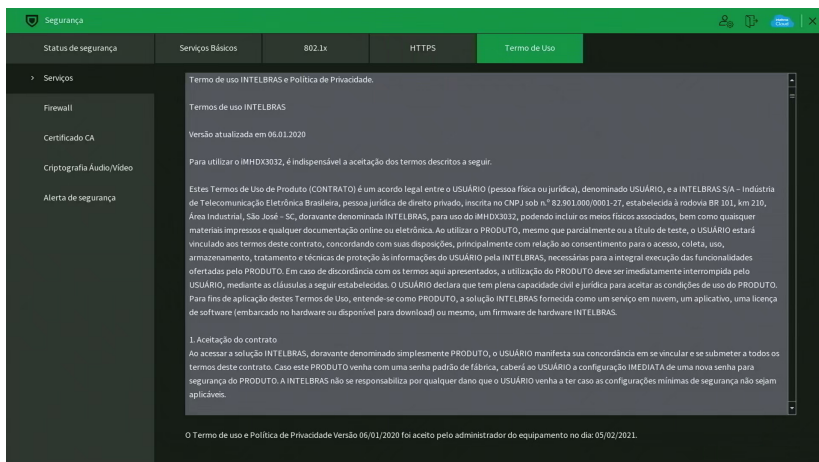 Segurança
Cloud
Status de segurança
Serviços Básicos
802.1x
HTTPS
Termo de Uso
> Serviços
Firewall
Certificado CA
Criptografia Áudio/Vídeo
Alerta de segurança
Termo de uso INTELBRAS e Política de Privacidade.
Termos de uso INTELBRAS
Versão atualizada em 06.01.2020
Para utilizar o iMHDX3032, é indispensável a aceitação dos termos descritos a seguir.
Estes Termos de Uso de Produto (CONTRATO) é um acordo legal entre o USUÁRIO (pessoa física ou jurídica), denominado USUÁRIO, e a INTELBRAS S/A – Indústria
de Telecomunicação Eletrônica Brasileira, pessoa jurídica de direito privado, inscrita no CNPJ sob n.º 82.901.000/0001-27, estabelecida à rodovia BR 101, km 210,
Área Industrial, São José – SC, doravante denominada INTELBRAS, para uso do iMHDX3032, podendo incluir os meios físicos associados, bem como quaisquer
materiais impressos e qualquer documentação online ou eletrônica. Ao utilizar o PRODUTO, mesmo que parcialmente ou a título de teste, o USUÁRIO estará
vinculado aos termos deste contrato, concordando com suas disposições, principalmente com relação ao consentimento para o acesso, coleta, uso,
armazenamento, tratamento e técnicas de proteção às informações do USUÁRIO pela INTELBRAS, necessárias para a integral execução das funcionalidades
ofertadas pelo PRODUTO. Em caso de discordância com os termos aqui apresentados, a utilização do PRODUTO deve ser imediatamente interrompida pelo
USUÁRIO, mediante as cláusulas a seguir estabelecidas. O USUÁRIO declara que tem plena capacidade civil e jurídica para aceitar as condições de uso do PRODUTO.
Para fins de aplicação destes Termos de Uso, entende-se como PRODUTO, a solução INTELBRAS fornecida como um serviço em nuvem, um aplicativo, uma licença
de software (embarcado no hardware ou disponível para download) ou mesmo, um firmware de hardware INTELBRAS.
1. Aceitação do contrato
Ao acessar a solução INTELBRAS, doravante denominado simplesmente PRODUTO, o USUÁRIO manifesta sua concordância em se vincular e se submeter a todos os
termos deste contrato. Caso este PRODUTO venha com uma senha padrão de fábrica, caberá ao USUÁRIO a configuração IMEDIATA de uma nova senha para
segurança do PRODUTO. A INTELBRAS não se responsabiliza por qualquer dano que o USUÁRIO venha a ter caso as configurações mínimas de segurança não sejam
aplicáveis.
O Termo de uso e Política de Privacidade Versão 06/01/2020 foi aceito pelo administrador do equipamento no dia: 05/02/2021.